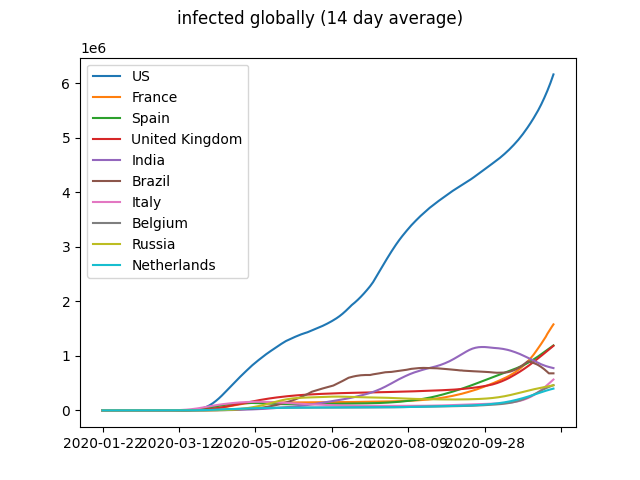 infected globally (14 day average)
1e6
US
France
Spain
United Kingdom
India
Brazil
Italy
Belgium
Russia
Netherlands
6
5
4
3
2
1
0
2020-01-22 2020-03-12 2020-05-01 2020-06-20 2020-08-09 2020-09-28